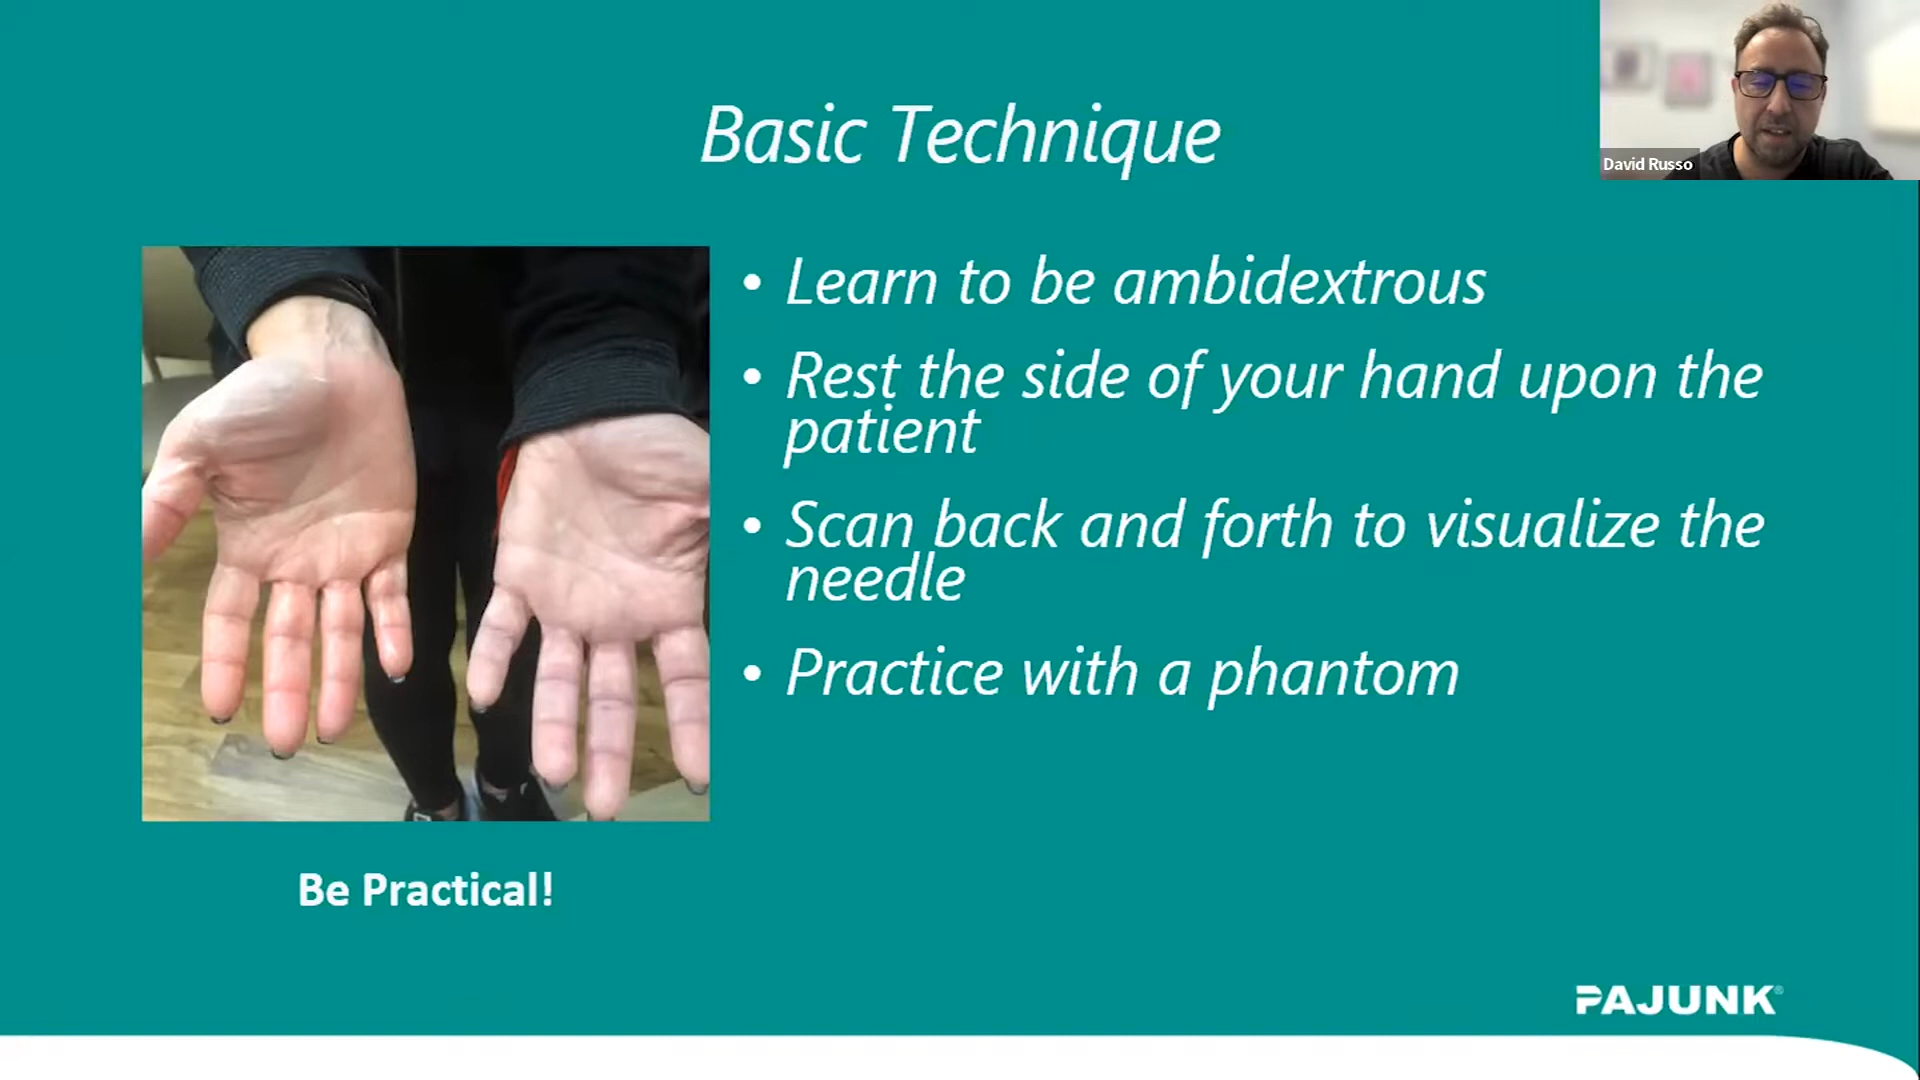 Basic Technique
David Russo
• Learn to be ambidextrous
• Rest the side of your hand upon the
patient
• Scan back and forth to visualize the
needle
• Practice with a phantom
Be Practical!
PAJUNK®